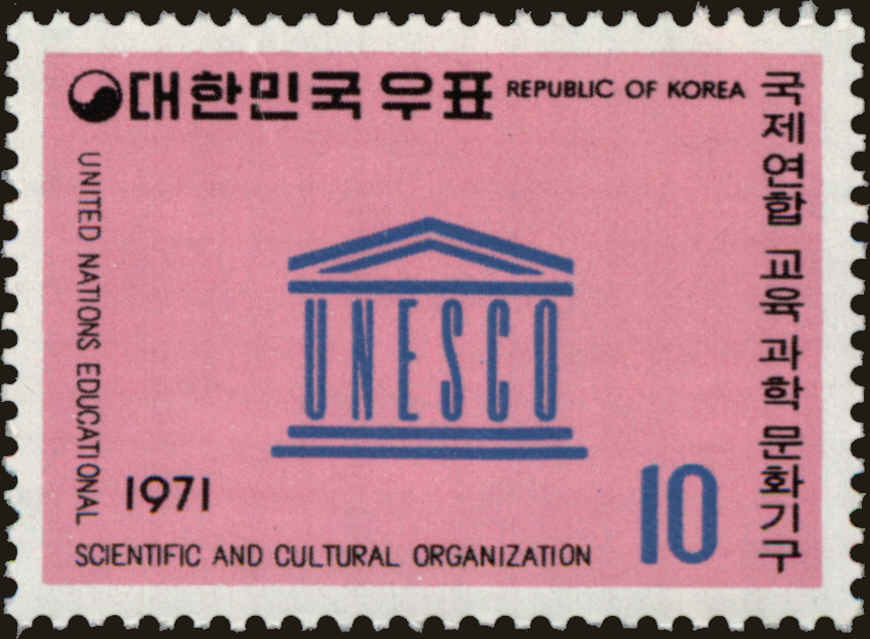 대한민국 우표 REPUBLIC OF KOREA
국제연합 교육 과학 문화기구
UNITED NATIONS EDUCATIONAL
SCIENTIFIC AND CULTURAL ORGANIZATION
UNESCO
1971
10